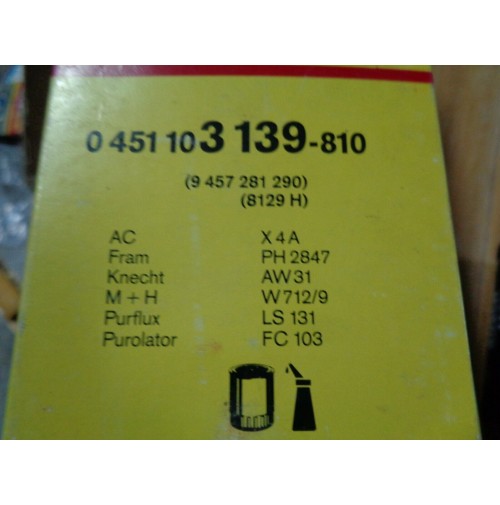 0 451 103 139-810
(9 457 281 290)
(8129 H)
AC X 4 A
Fram PH 2847
Knecht AW 31
M + H W 712/9
Purflux LS 131
Purolator FC 103